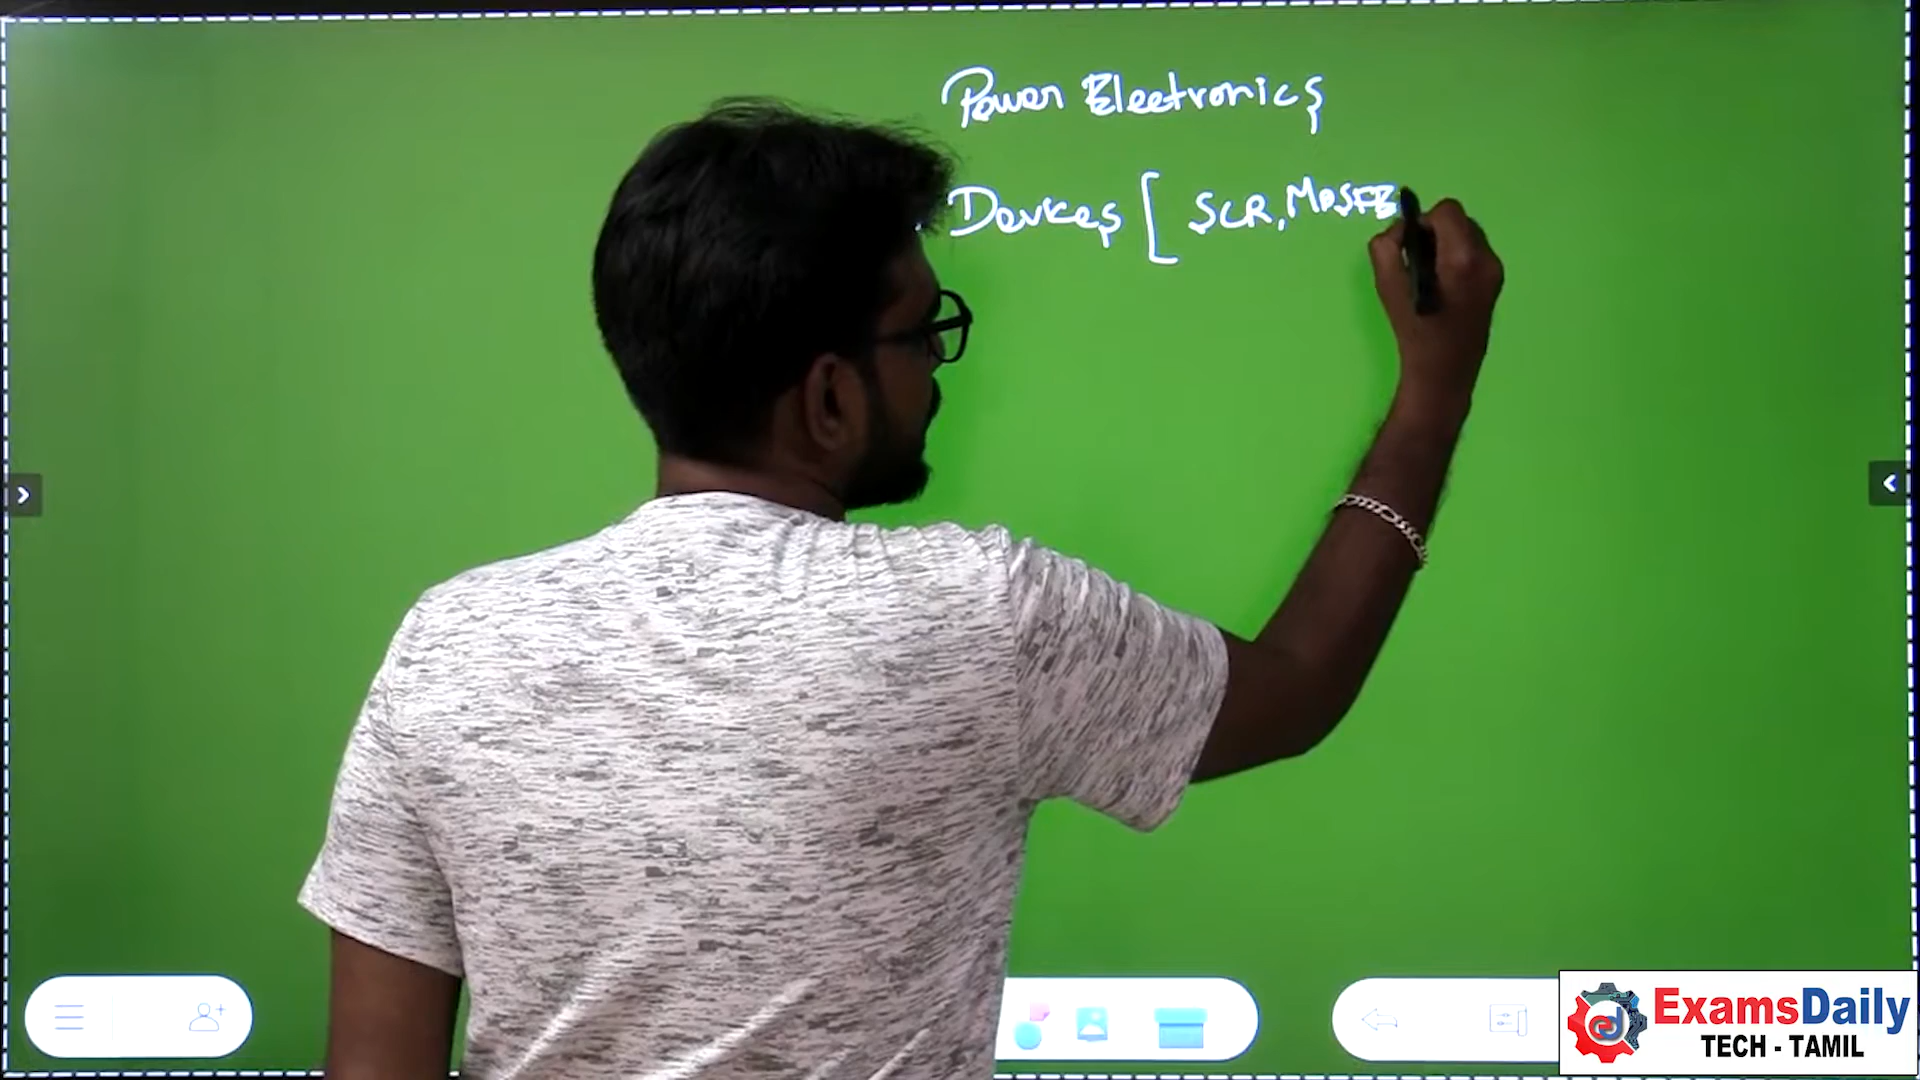 Power Electronics
Devices [ SCR, MOSFE
ExamsDaily
TECH - TAMIL